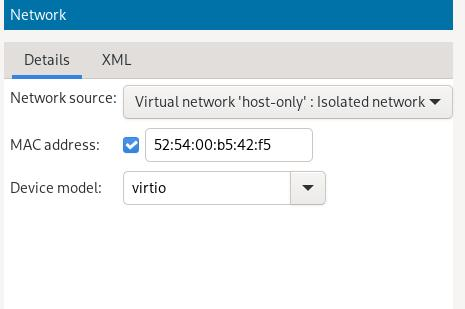 Network
Details XML
Network source: Virtual network 'host-only' : Isolated network
MAC address: 52:54:00:b5:42:f5
Device model: virtio